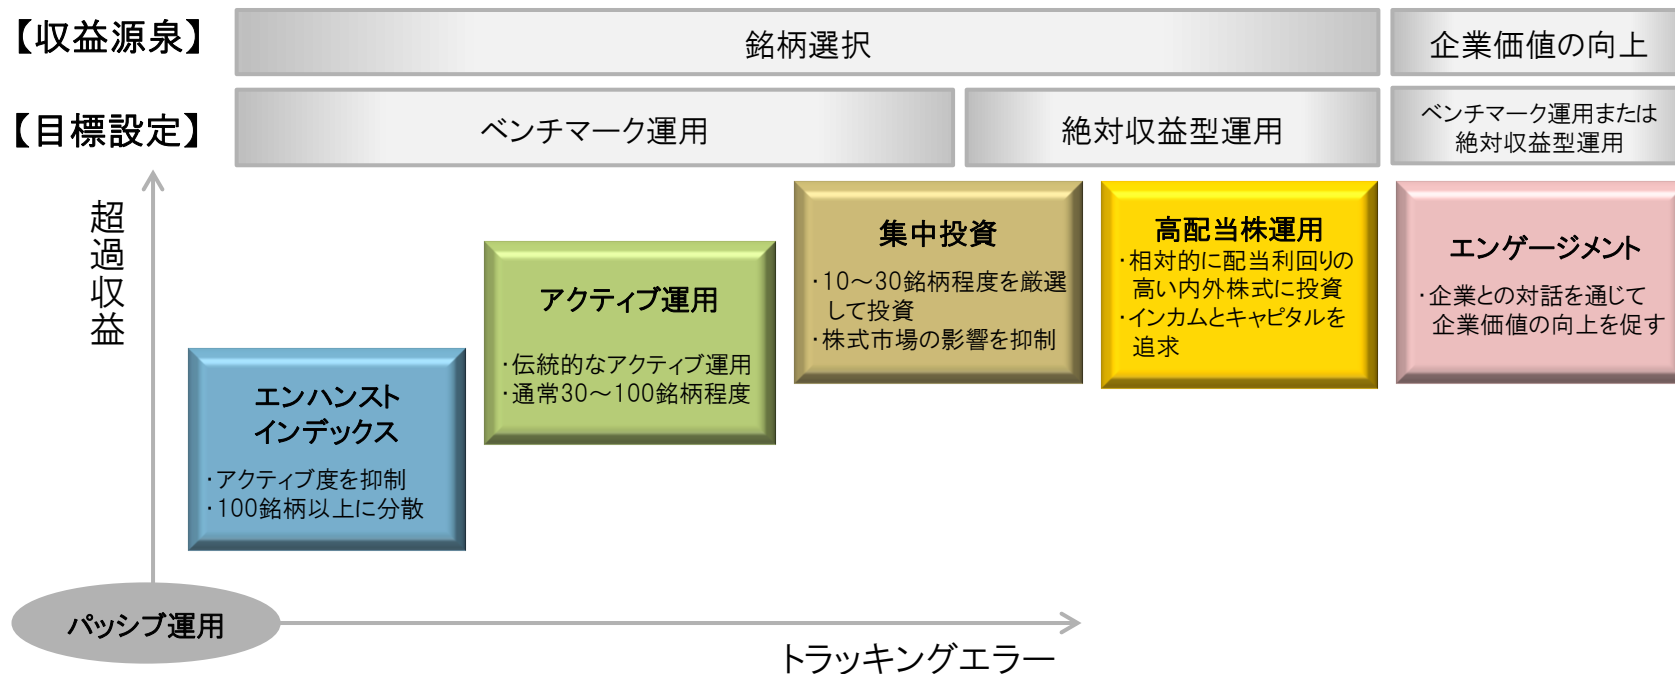 【収益源泉】
銘柄選択
企業価値の向上
【目標設定】
ベンチマーク運用
絶対収益型運用
ベンチマーク運用または
絶対収益型運用
超過収益
エンハンスト
インデックス
・アクティブ度を抑制
・100銘柄以上に分散
アクティブ運用
・伝統的なアクティブ運用
・通常30～100銘柄程度
集中投資
・10～30銘柄程度を厳選
して投資
・株式市場の影響を抑制
高配当株運用
・相対的に配当利回りの
高い内外株式に投資
・インカムとキャピタルを
追求
エンゲージメント
・企業との対話を通じて
企業価値の向上を促す
パッシブ運用
トラッキングエラー